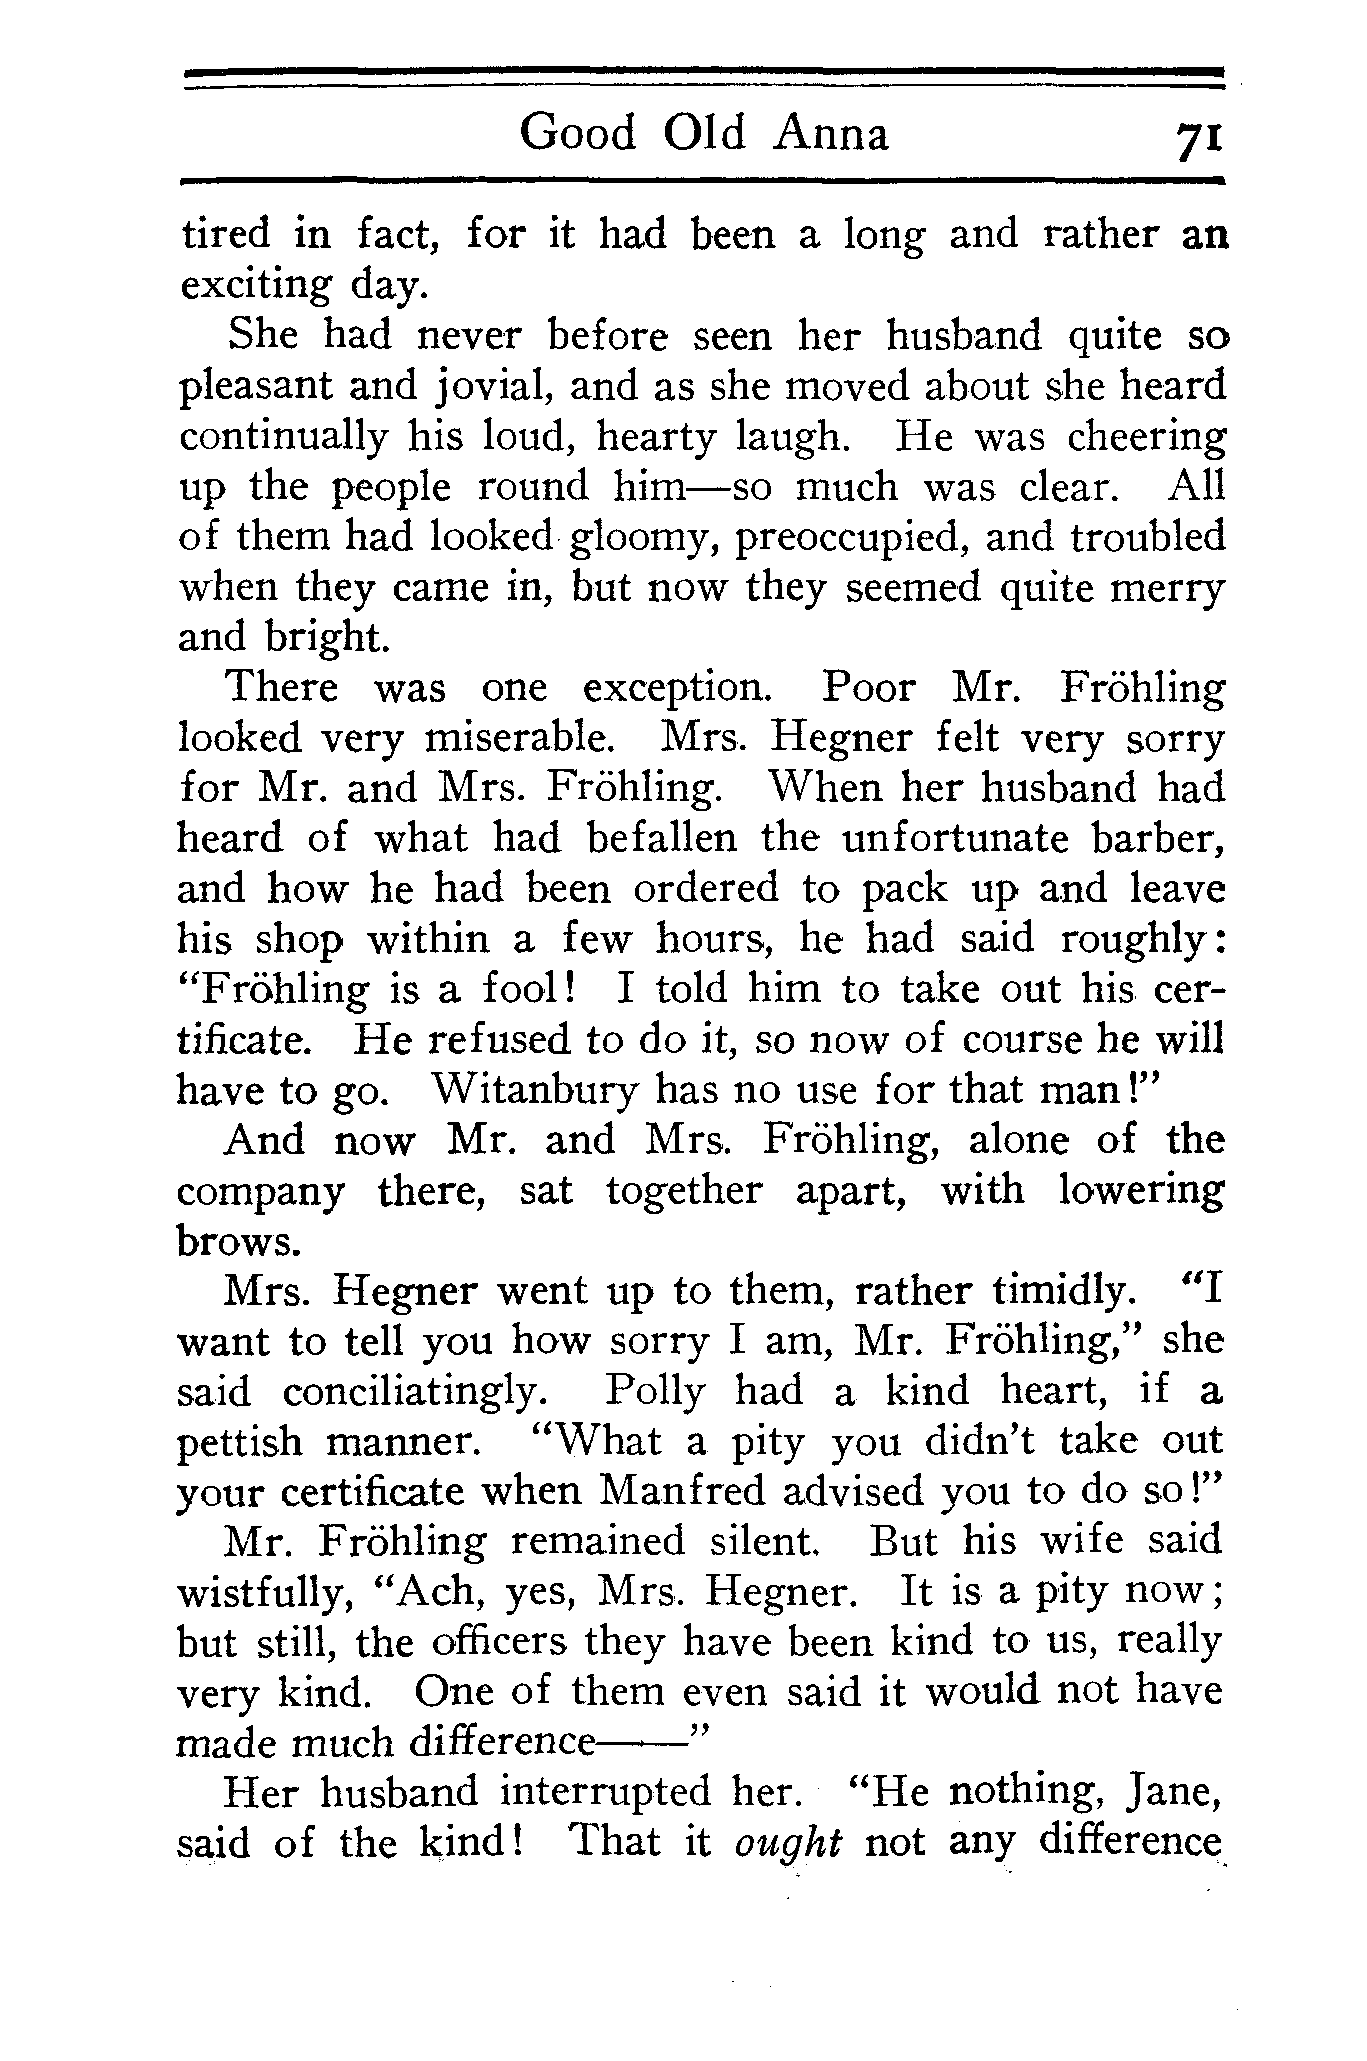 Good Old Anna 71
tired in fact, for it had been a long and rather an
exciting day.
She had never before seen her husband quite so
pleasant and jovial, and as she moved about she heard
continually his loud, hearty laugh. He was cheering
up the people round him—so much was clear. All
of them had looked gloomy, preoccupied, and troubled
when they came in, but now they seemed quite merry
and bright.
There was one exception. Poor Mr. Fröhling
looked very miserable. Mrs. Hegner felt very sorry
for Mr. and Mrs. Fröhling. When her husband had
heard of what had befallen the unfortunate barber,
and how he had been ordered to pack up and leave
his shop within a few hours, he had said roughly:
“Fröhling is a fool! I told him to take out his cer-
tificate. He refused to do it, so now of course he will
have to go. Witanbury has no use for that man!”
And now Mr. and Mrs. Fröhling, alone of the
company there, sat together apart, with lowering
brows.
Mrs. Hegner went up to them, rather timidly. “I
want to tell you how sorry I am, Mr. Fröhling,” she
said conciliatingly. Polly had a kind heart, if a
pettish manner. “What a pity you didn’t take out
your certificate when Manfred advised you to do so!”
Mr. Fröhling remained silent. But his wife said
wistfully, “Ach, yes, Mrs. Hegner. It is a pity now;
but still, the officers they have been kind to us, really
very kind. One of them even said it would not have
made much difference——”
Her husband interrupted her. “He nothing, Jane,
said of the kind! That it ought not any difference